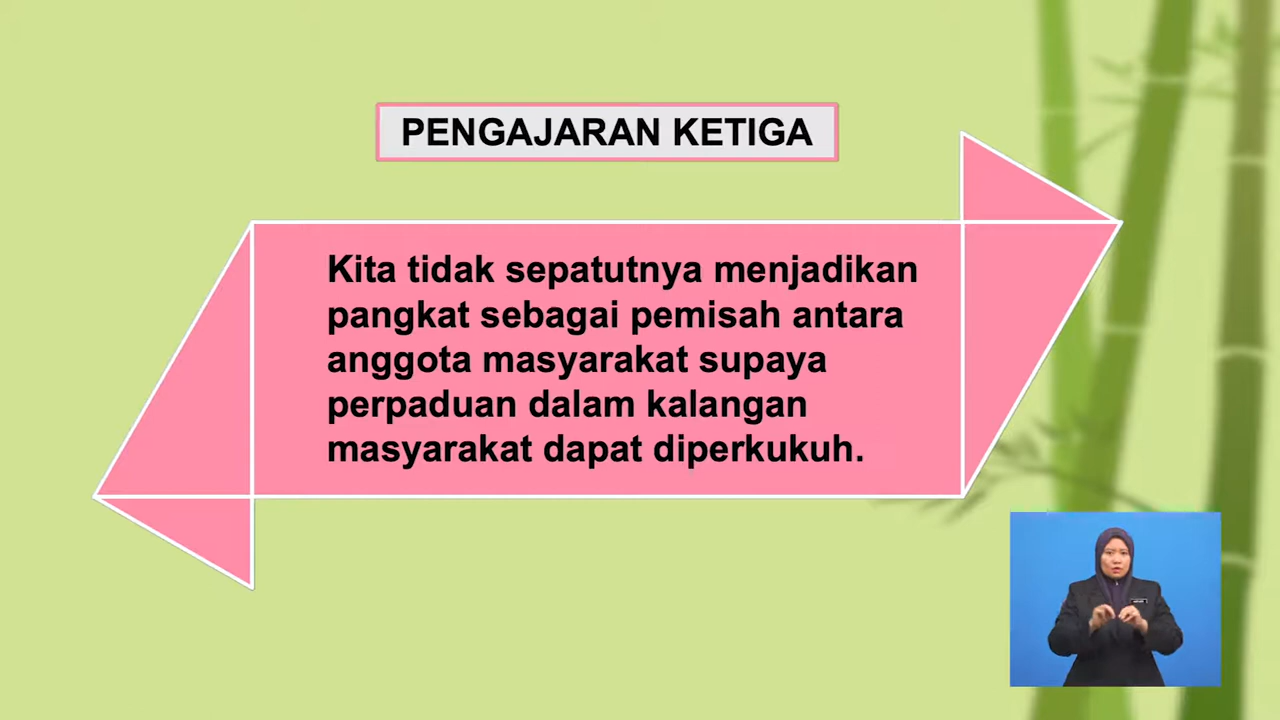 PENGAJARAN KETIGA
Kita tidak sepatutnya menjadikan
pangkat sebagai pemisah antara
anggota masyarakat supaya
perpaduan dalam kalangan
masyarakat dapat diperkukuh.